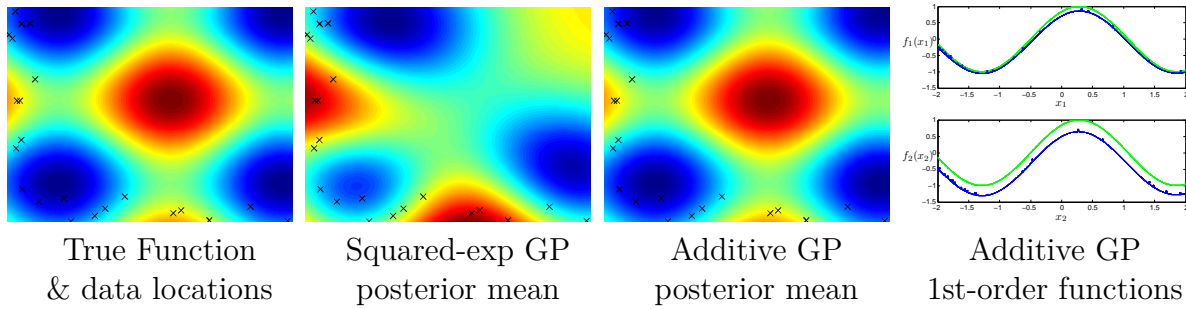 1
0.5
0
−0.5
−1
−1.5
−2 −1.5 −1 −0.5 0 0.5 1 1.5 2
f₁(x₁)
x₁
1
0.5
0
−0.5
−1
−1.5
−2 −1.5 −1 −0.5 0 0.5 1 1.5 2
f₂(x₂)
x₂
True Function
& data locations
Squared-exp GP
posterior mean
Additive GP
posterior mean
Additive GP
1st-order functions